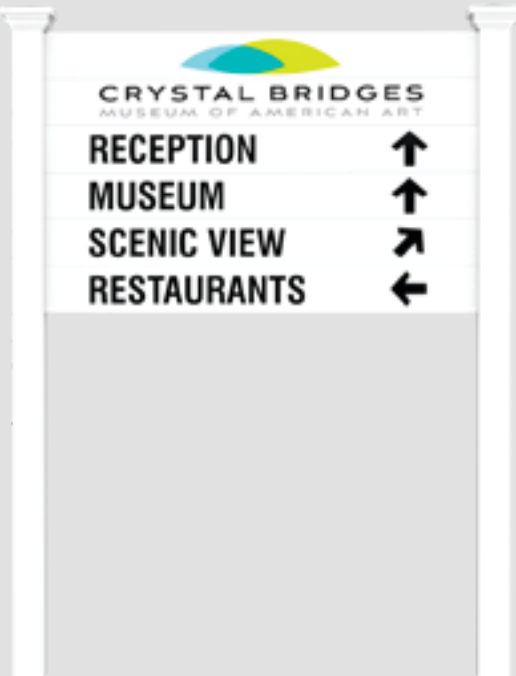 CRYSTAL BRIDGES
MUSEUM OF AMERICAN ART
RECEPTION ↑
MUSEUM ↑
SCENIC VIEW ↗
RESTAURANTS ←